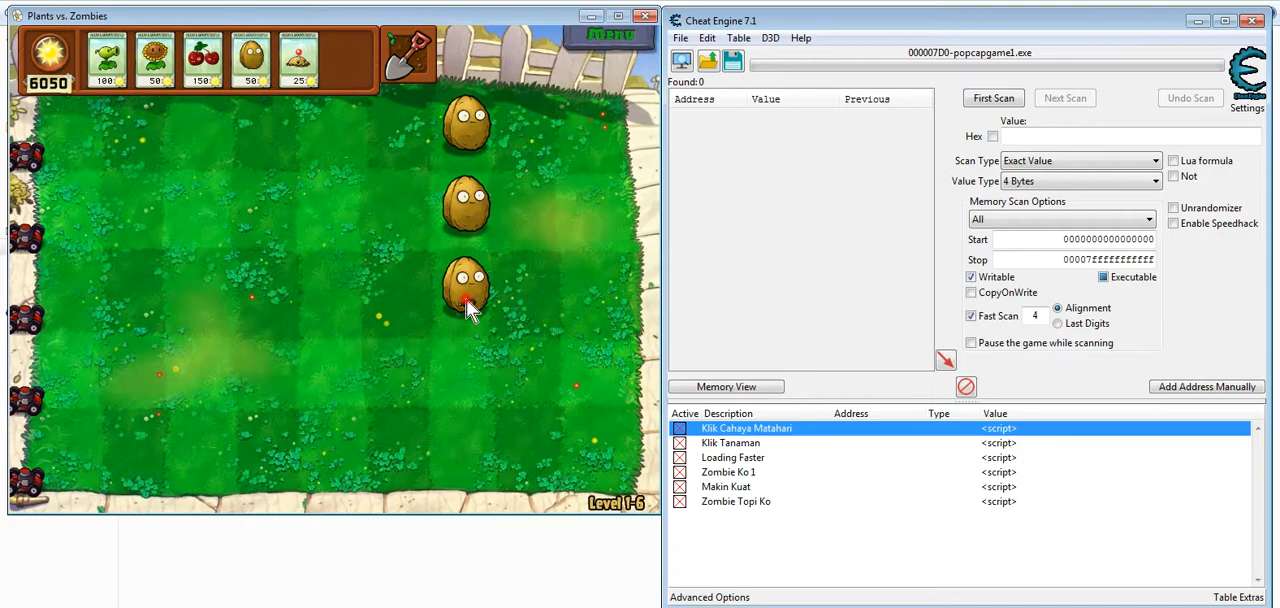 Plants vs. Zombies
Menu
6050
100
50
150
50
25
Level 1-6
Cheat Engine 7.1
File Edit Table D3D Help
000007D0-popcapgame1.exe
Found:0
Address Value Previous
First Scan Next Scan Undo Scan
Cheat Engine
Settings
Value:
Hex
Scan Type Exact Value Lua formula
Value Type 4 Bytes Not
Memory Scan Options
All
Unrandomizer
Enable Speedhack
Start 0000000000000000
Stop 00007fffffffffff
Writable Executable
CopyOnWrite
Fast Scan 4 Alignment
Last Digits
Pause the game while scanning
Memory View Add Address Manually
Active Description Address Type Value
Klik Cahaya Matahari <script>
Klik Tanaman <script>
Loading Faster <script>
Zombie Ko 1 <script>
Makin Kuat <script>
Zombie Topi Ko <script>
Advanced Options Table Extras